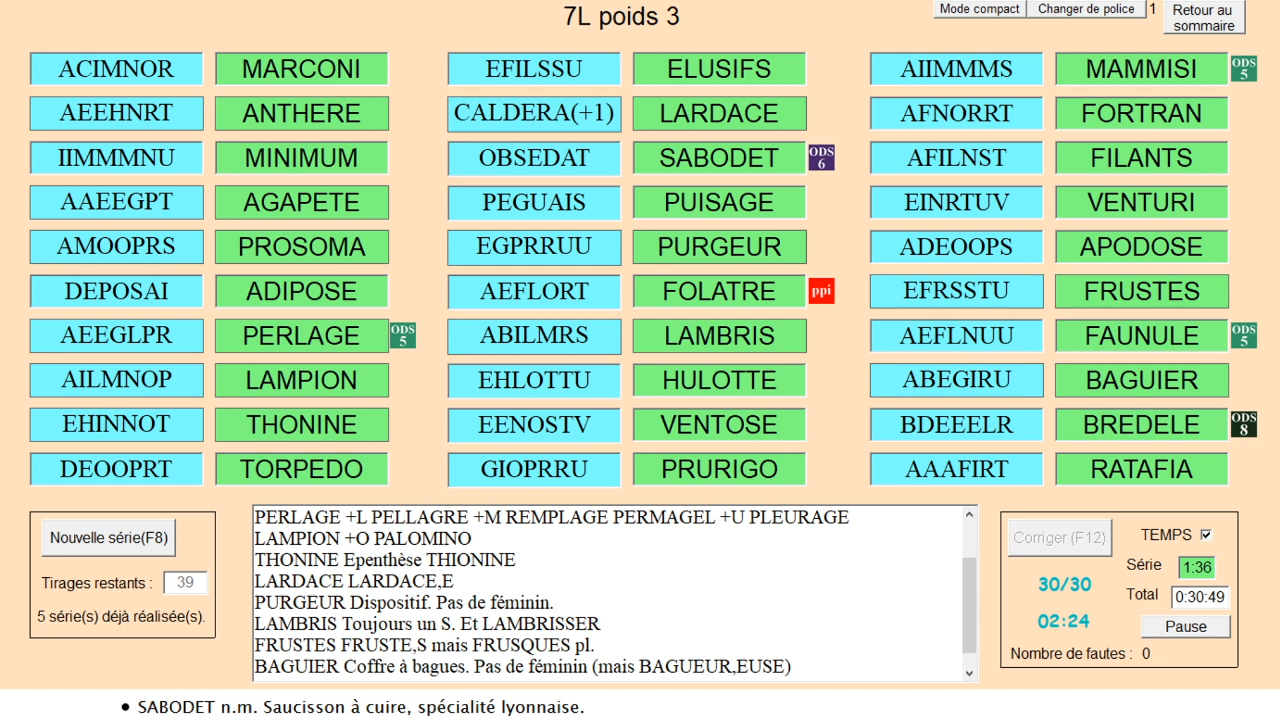 7L poids 3
Mode compact Changer de police 1 Retour au
sommaire
ACIMNOR MARCONI EFILSSU ELUSIFS AIIMMMS MAMMISI ODS 5
AEEHNRT ANTHERE CALDERA(+1) LARDACE AFNORRT FORTRAN
IIMMMNU MINIMUM OBSEDAT SABODET ODS 6 AFILNST FILANTS
AAEEGPT AGAPETE PEGUAIS PUISAGE EINRTUV VENTURI
AMOOPRS PROSOMA EGPRRUU PURGEUR ADEOOPS APODOSE
DEPOSAI ADIPOSE AEFLORT FOLATRE ppi EFRSSTU FRUSTES
AEEGLPR PERLAGE ODS 5 ABILMRS LAMBRIS AEFLNUU FAUNULE ODS 5
AILMNOP LAMPION EHLOTTU HULOTTE ABEGIRU BAGUIER
EHINNOT THONINE EENOSTV VENTOSE BDEEELR BREDELE ODS 8
DEOOPRT TORPEDO GIOPRRU PRURIGO AAAFIRT RATAFIA
Nouvelle série(F8)
Tirages restants : 39
5 série(s) déjà réalisée(s).
PERLAGE +L PELLAGRE +M REMPLAGE PERMAGEL +U PLEURAGE
LAMPION +O PALOMINO
THONINE Epenthèse THIONINE
LARDACE LARDACE,E
PURGEUR Dispositif. Pas de féminin.
LAMBRIS Toujours un S. Et LAMBRISSER
FRUSTES FRUSTE,S mais FRUSQUES pl.
BAGUIER Coffre à bagues. Pas de féminin (mais BAGUEUR,EUSE)
Corriger (F12) TEMPS
Série 1:36
30/30
Total 0:30:49
02:24
Pause
Nombre de fautes : 0
• SABODET n.m. Saucisson à cuire, spécialité lyonnaise.